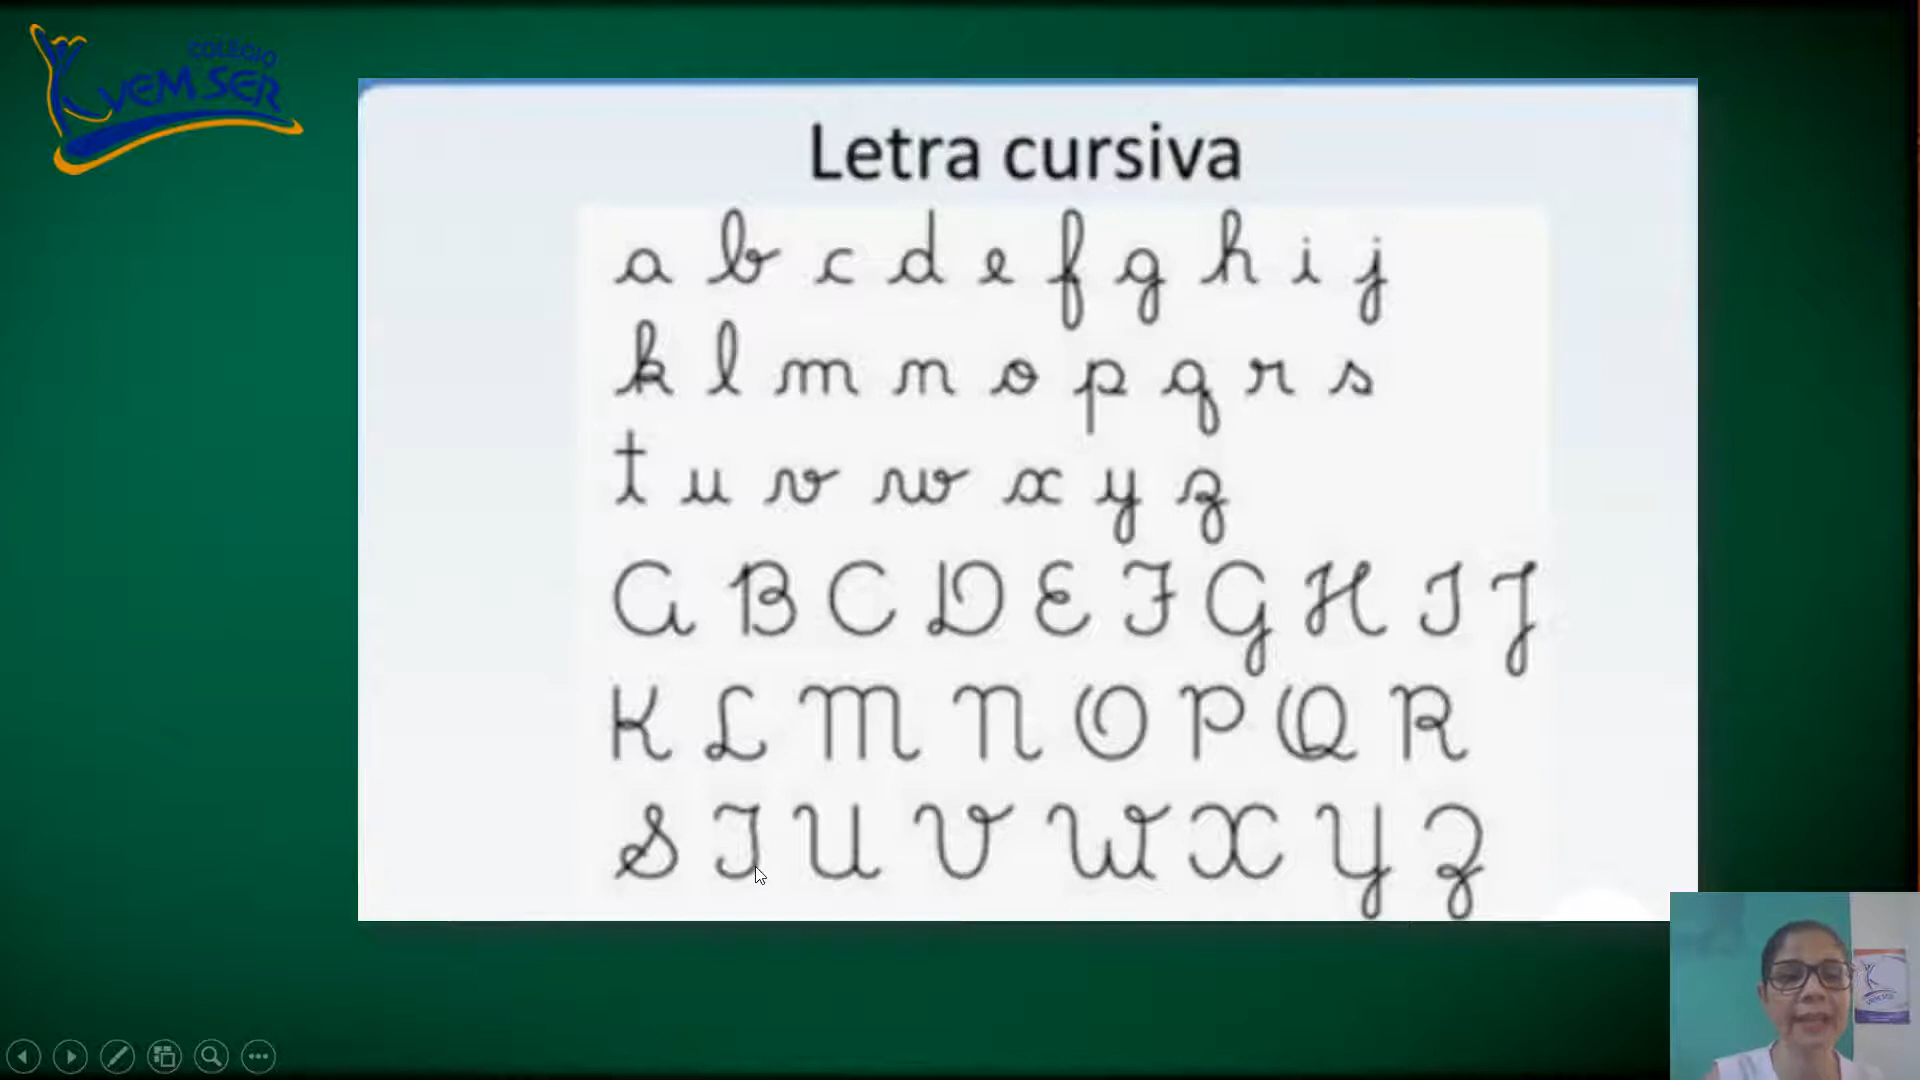 COLÉGIO
VEM SER
Letra cursiva
a b c d e f g h i j
k l m n o p q r s
t u v w x y z
A B C D E F G H I J
K L M N O P Q R
S T U V W X Y Z